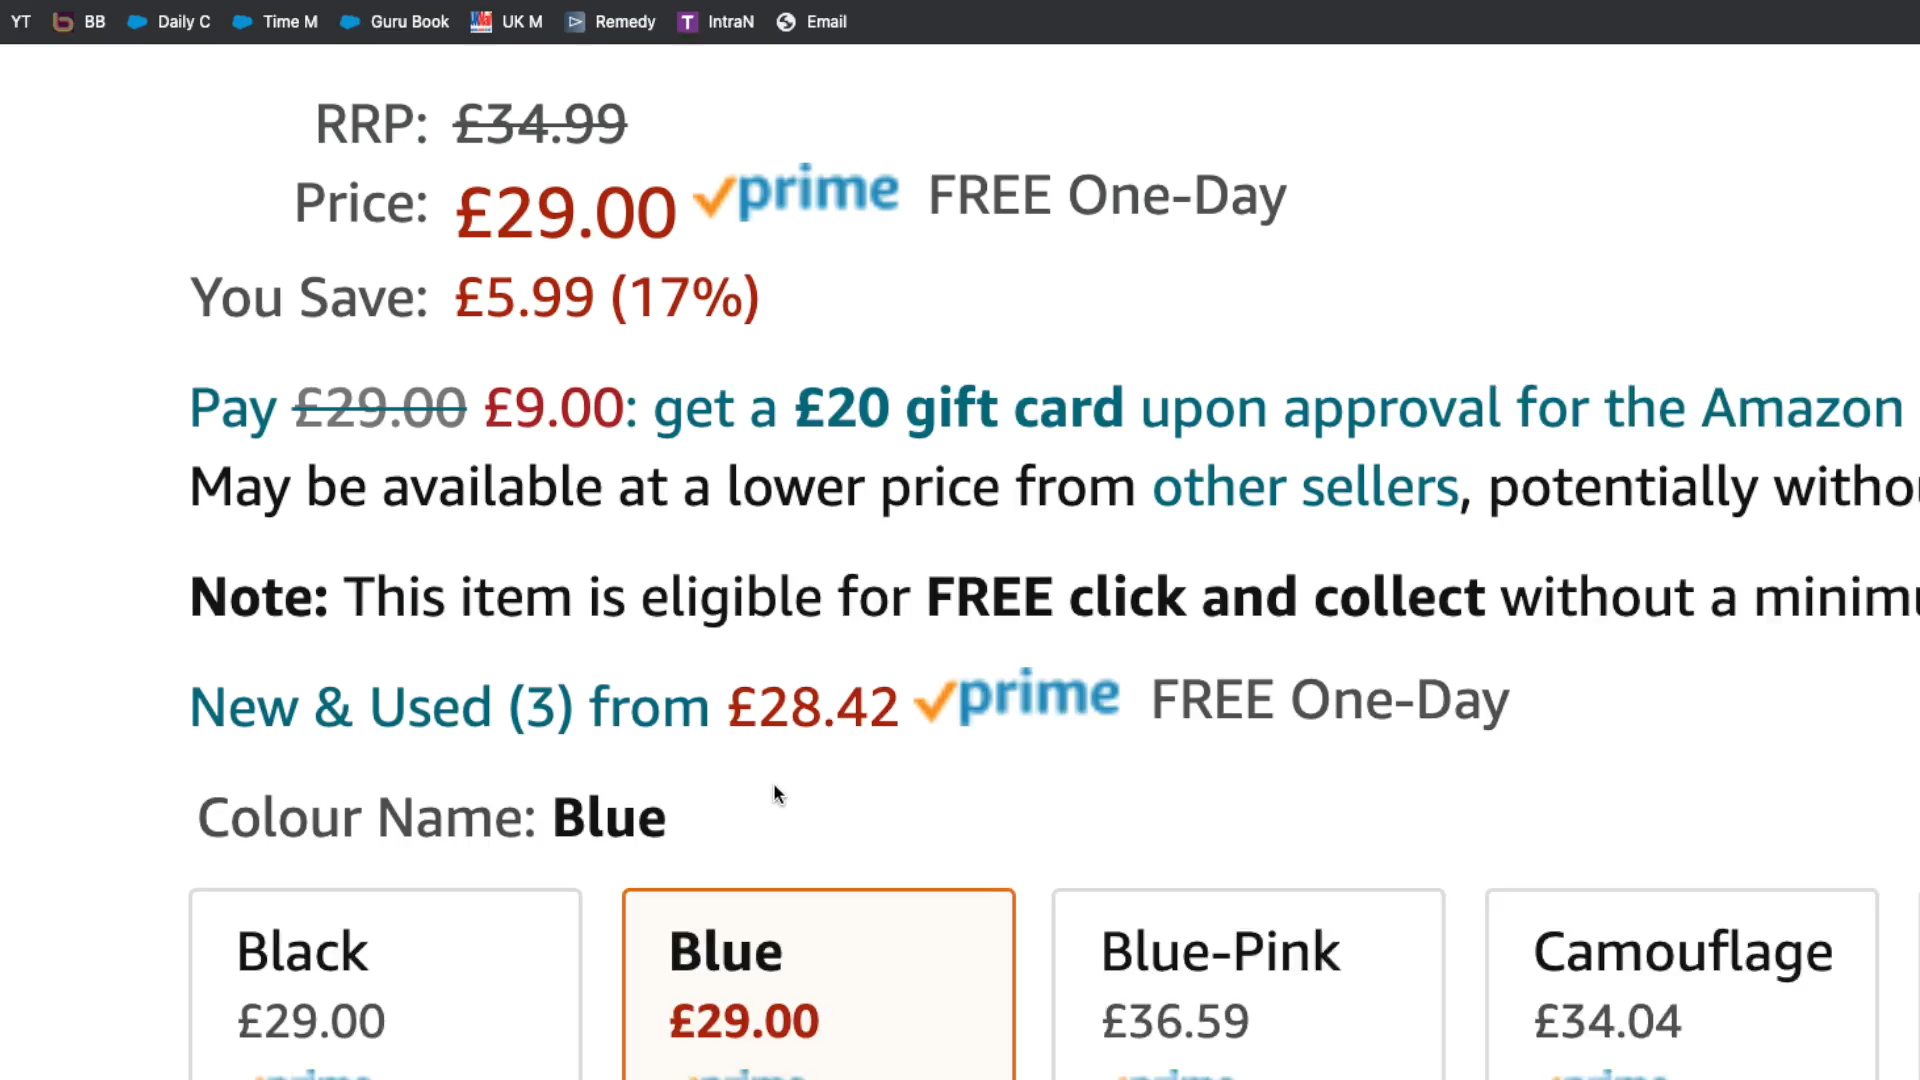 YT BB Daily C Time M Guru Book UK M Remedy IntraN Email
RRP: £34.99
Price: £29.00 prime FREE One-Day
You Save: £5.99 (17%)
Pay £29.00 £9.00: get a £20 gift card upon approval for the Amazon
May be available at a lower price from other sellers, potentially witho
Note: This item is eligible for FREE click and collect without a minim
New & Used (3) from £28.42 prime FREE One-Day
Colour Name: Blue
Black Blue Blue-Pink Camouflage
£29.00 £29.00 £36.59 £34.04
prime prime prime prime